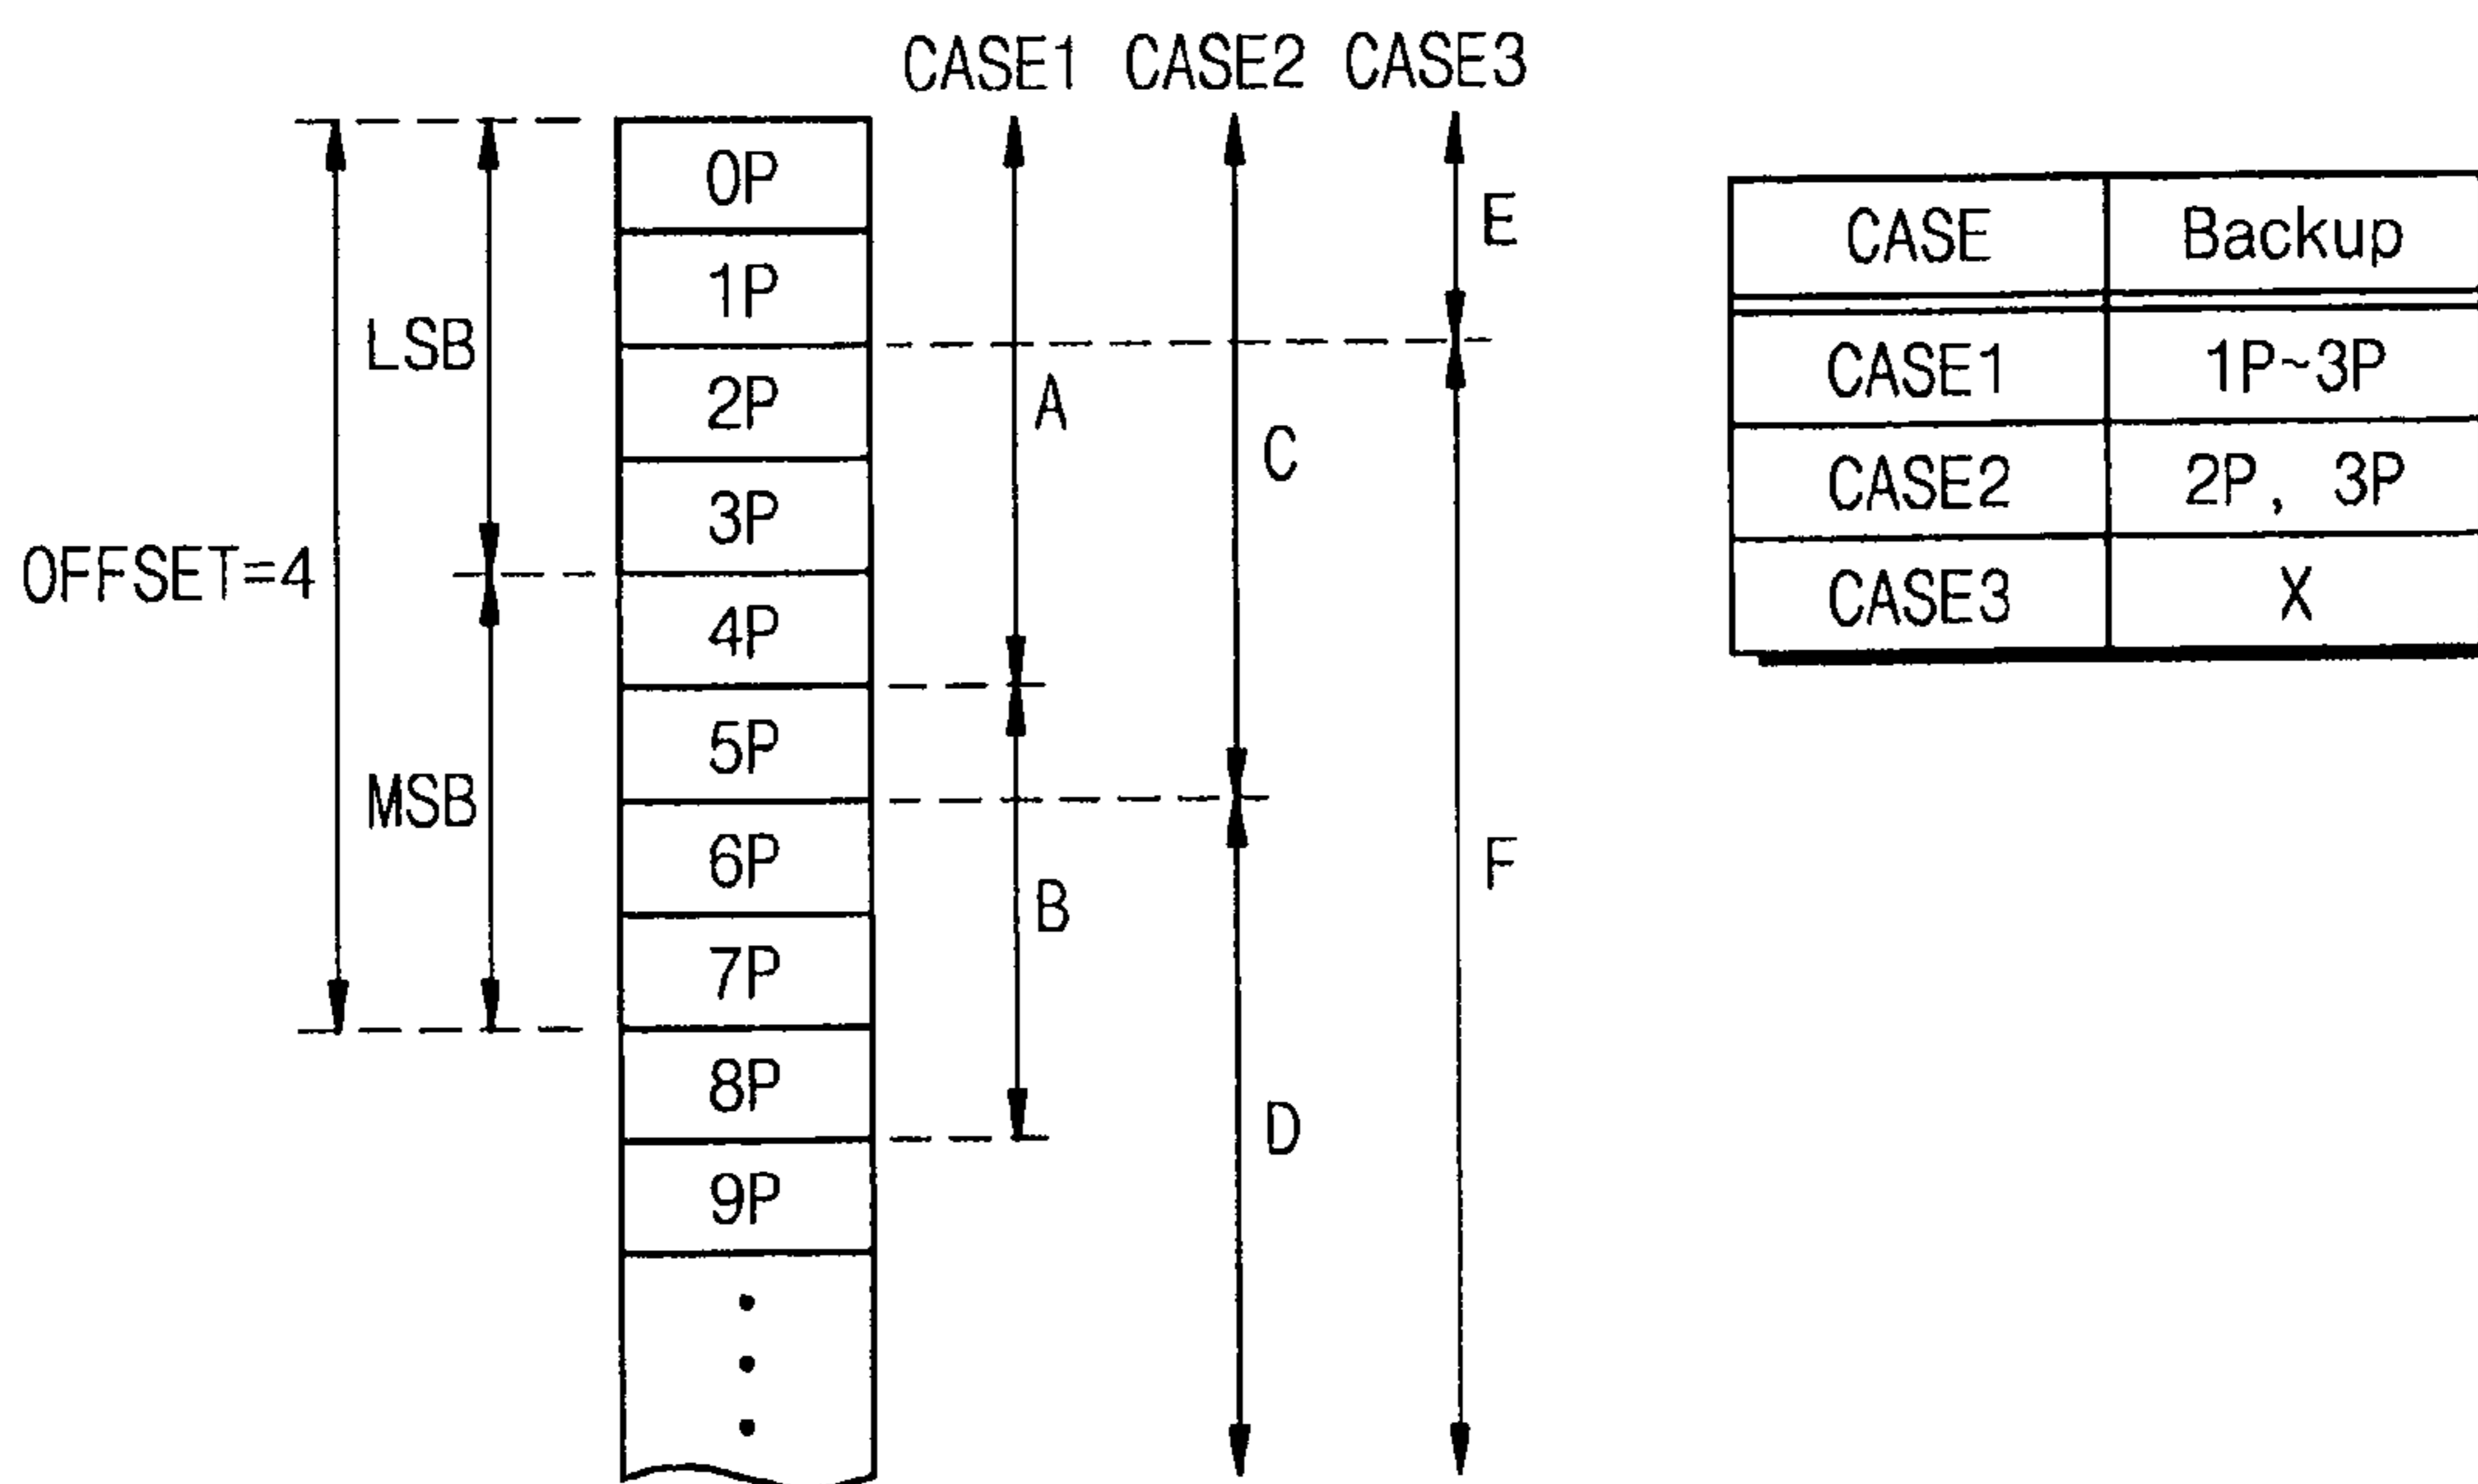 CASE1 CASE2 CASE3
OFFSET=4
LSB
MSB
0P
1P
2P
3P
4P
5P
6P
7P
8P
9P
A
B
C
D
E
F
CASE Backup
CASE1 1P~3P
CASE2 2P, 3P
CASE3 X